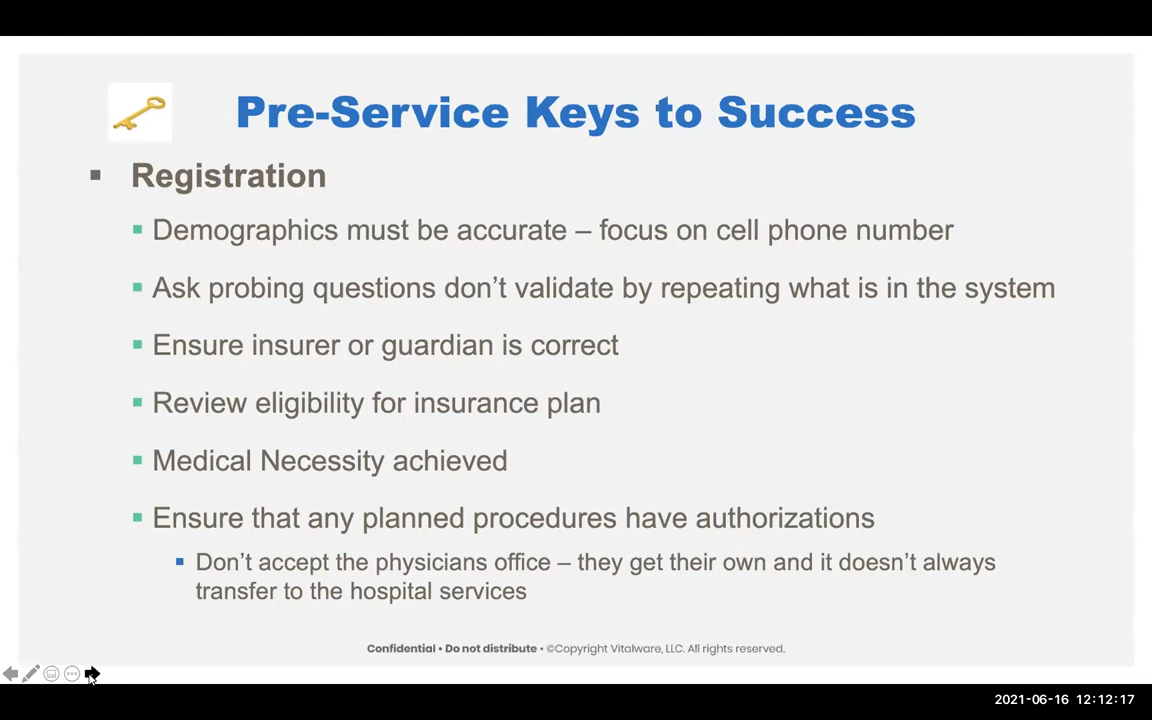 Pre-Service Keys to Success
▪ Registration
▪ Demographics must be accurate – focus on cell phone number
▪ Ask probing questions don’t validate by repeating what is in the system
▪ Ensure insurer or guardian is correct
▪ Review eligibility for insurance plan
▪ Medical Necessity achieved
▪ Ensure that any planned procedures have authorizations
▪ Don’t accept the physicians office – they get their own and it doesn’t always
transfer to the hospital services
Confidential • Do not distribute • ©Copyright Vitalware, LLC. All rights reserved.
2021-06-16 12:12:17